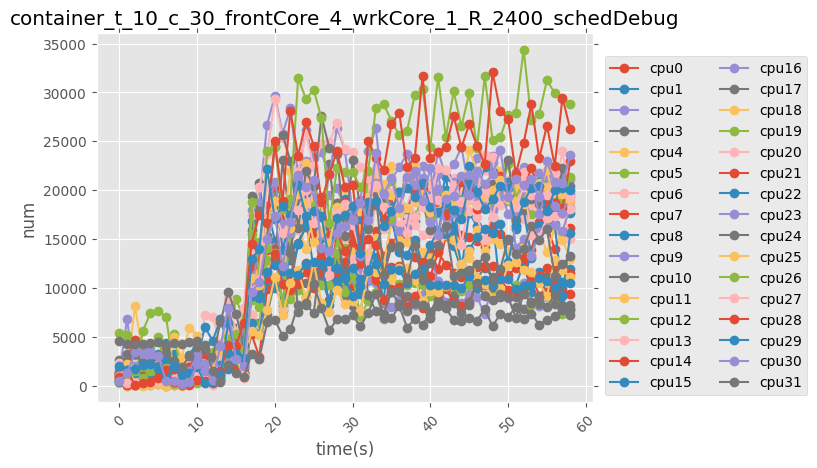 container_t_10_c_30_frontCore_4_wrkCore_1_R_2400_schedDebug
35000
30000
25000
20000
15000
10000
5000
0
num
0
10
20
30
40
50
60
time(s)
cpu0
cpu1
cpu2
cpu3
cpu4
cpu5
cpu6
cpu7
cpu8
cpu9
cpu10
cpu11
cpu12
cpu13
cpu14
cpu15
cpu16
cpu17
cpu18
cpu19
cpu20
cpu21
cpu22
cpu23
cpu24
cpu25
cpu26
cpu27
cpu28
cpu29
cpu30
cpu31